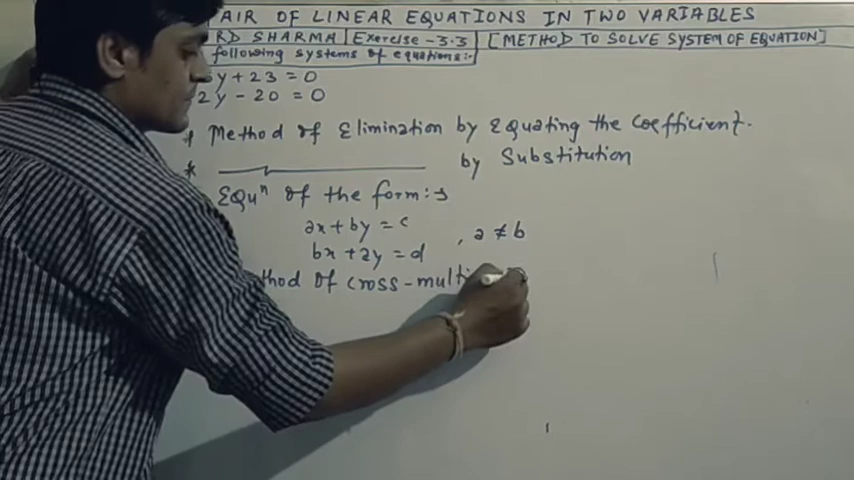 AIR OF LINEAR EQUATIONS IN TWO VARIABLES
RD SHARMA | Exercise - 3.3 [METHOD TO SOLVE SYSTEM OF EQUATION]
following systems of equations:-
y + 23 = 0
2y - 20 = 0
* Method of Elimination by Equating the Coefficient.
* ——— by Substitution
Equⁿ of the form:→
ax + by = c
bx + ay = d , a ≠ b
thod of cross-multi